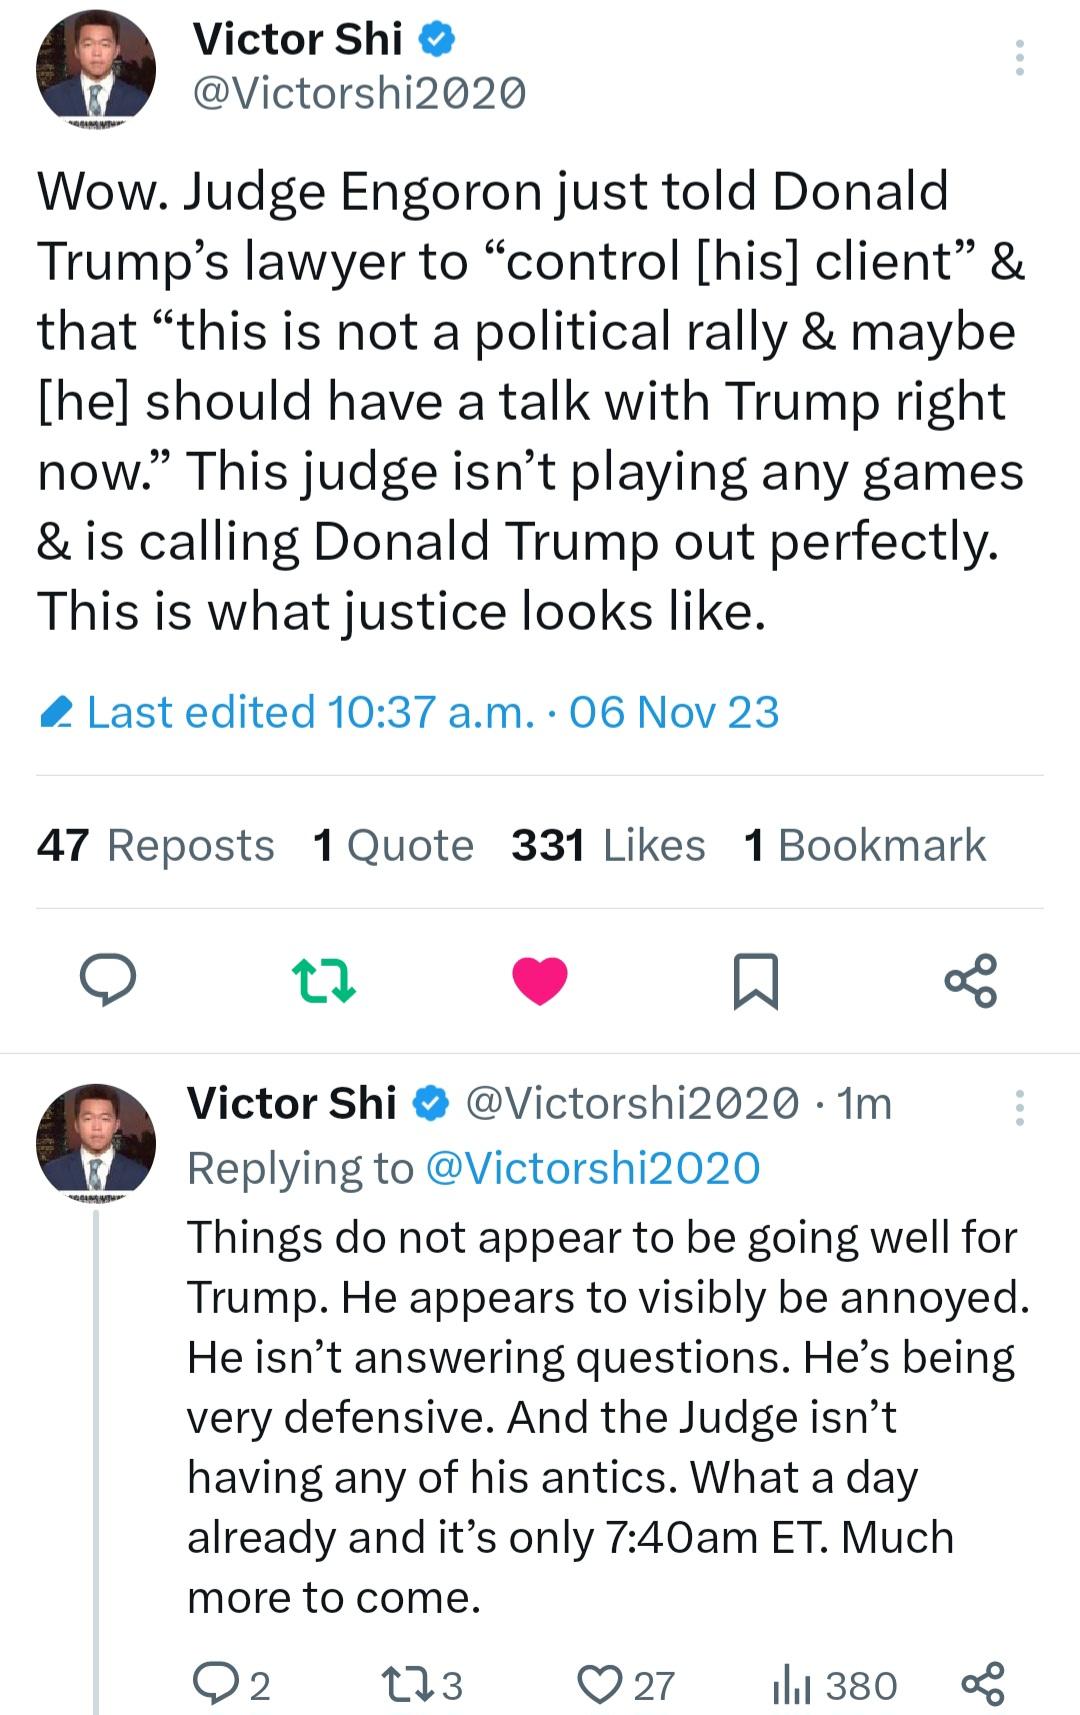 Victor Shi
@Victorshi2020
Wow. Judge Engoron just told Donald
Trump’s lawyer to “control [his] client” &
that “this is not a political rally & maybe
[he] should have a talk with Trump right
now.” This judge isn’t playing any games
& is calling Donald Trump out perfectly.
This is what justice looks like.
Last edited 10:37 a.m. · 06 Nov 23
47 Reposts 1 Quote 331 Likes 1 Bookmark
Victor Shi @Victorshi2020 · 1m
Replying to @Victorshi2020
Things do not appear to be going well for
Trump. He appears to visibly be annoyed.
He isn’t answering questions. He’s being
very defensive. And the Judge isn’t
having any of his antics. What a day
already and it’s only 7:40am ET. Much
more to come.
2 3 27 380